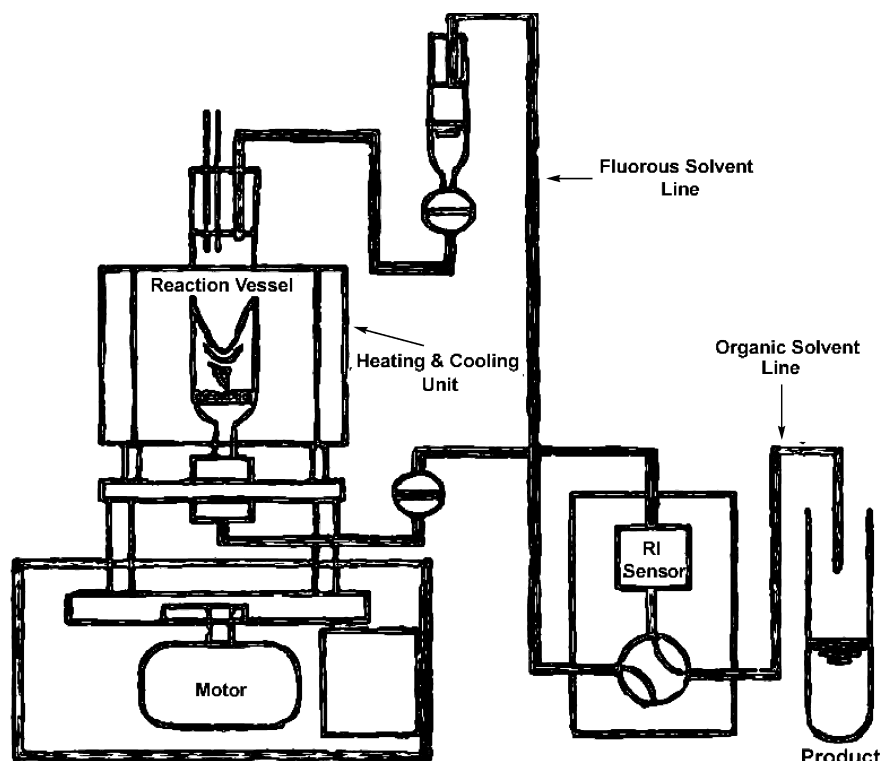 Fluorous Solvent
Line
Reaction Vessel
Organic Solvent
Line
Heating & Cooling
Unit
RI
Sensor
Motor
Product